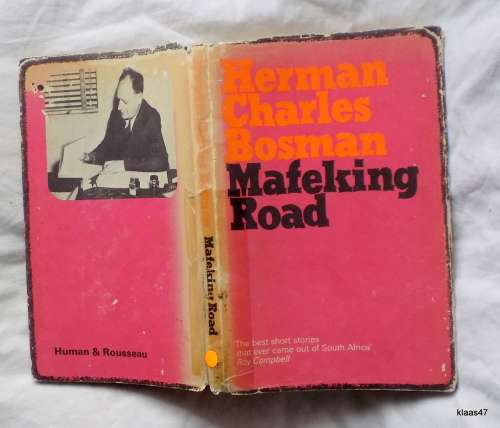 Herman
Charles
Bosman
Mafeking
Road
'The best short stories
that ever came out of South Africa'
Roy Campbell
Mafeking Road
Human & Rousseau
klaas47